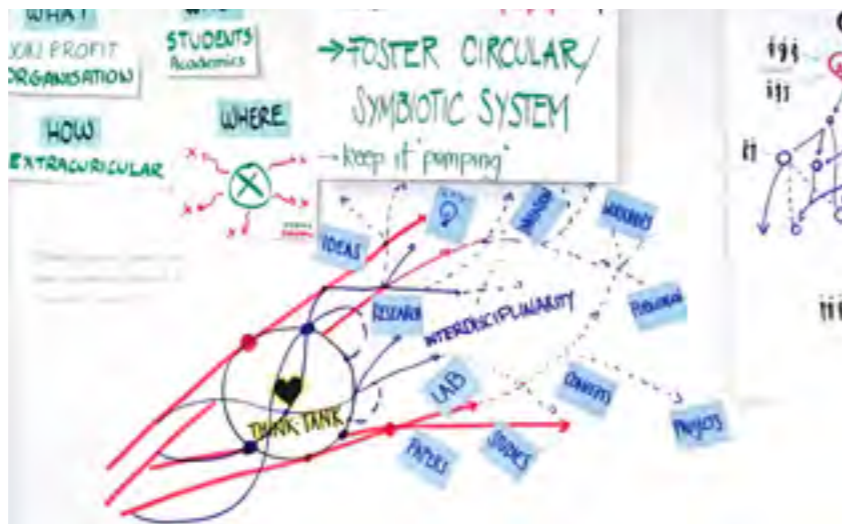 WHAT
NON PROFIT
ORGANISATION
STUDENTS
Academics
HOW
EXTRACURICULAR
WHERE
X
→FOSTER CIRCULAR/
SYMBIOTIC SYSTEM
keep it "pumping"
IDEAS
WORKSHOPS
RESEARCH
INTERDISCIPLINARITY
THINK TANK
LAB
CONCEPTS
PROJECTS
PAPERS
STUDIES